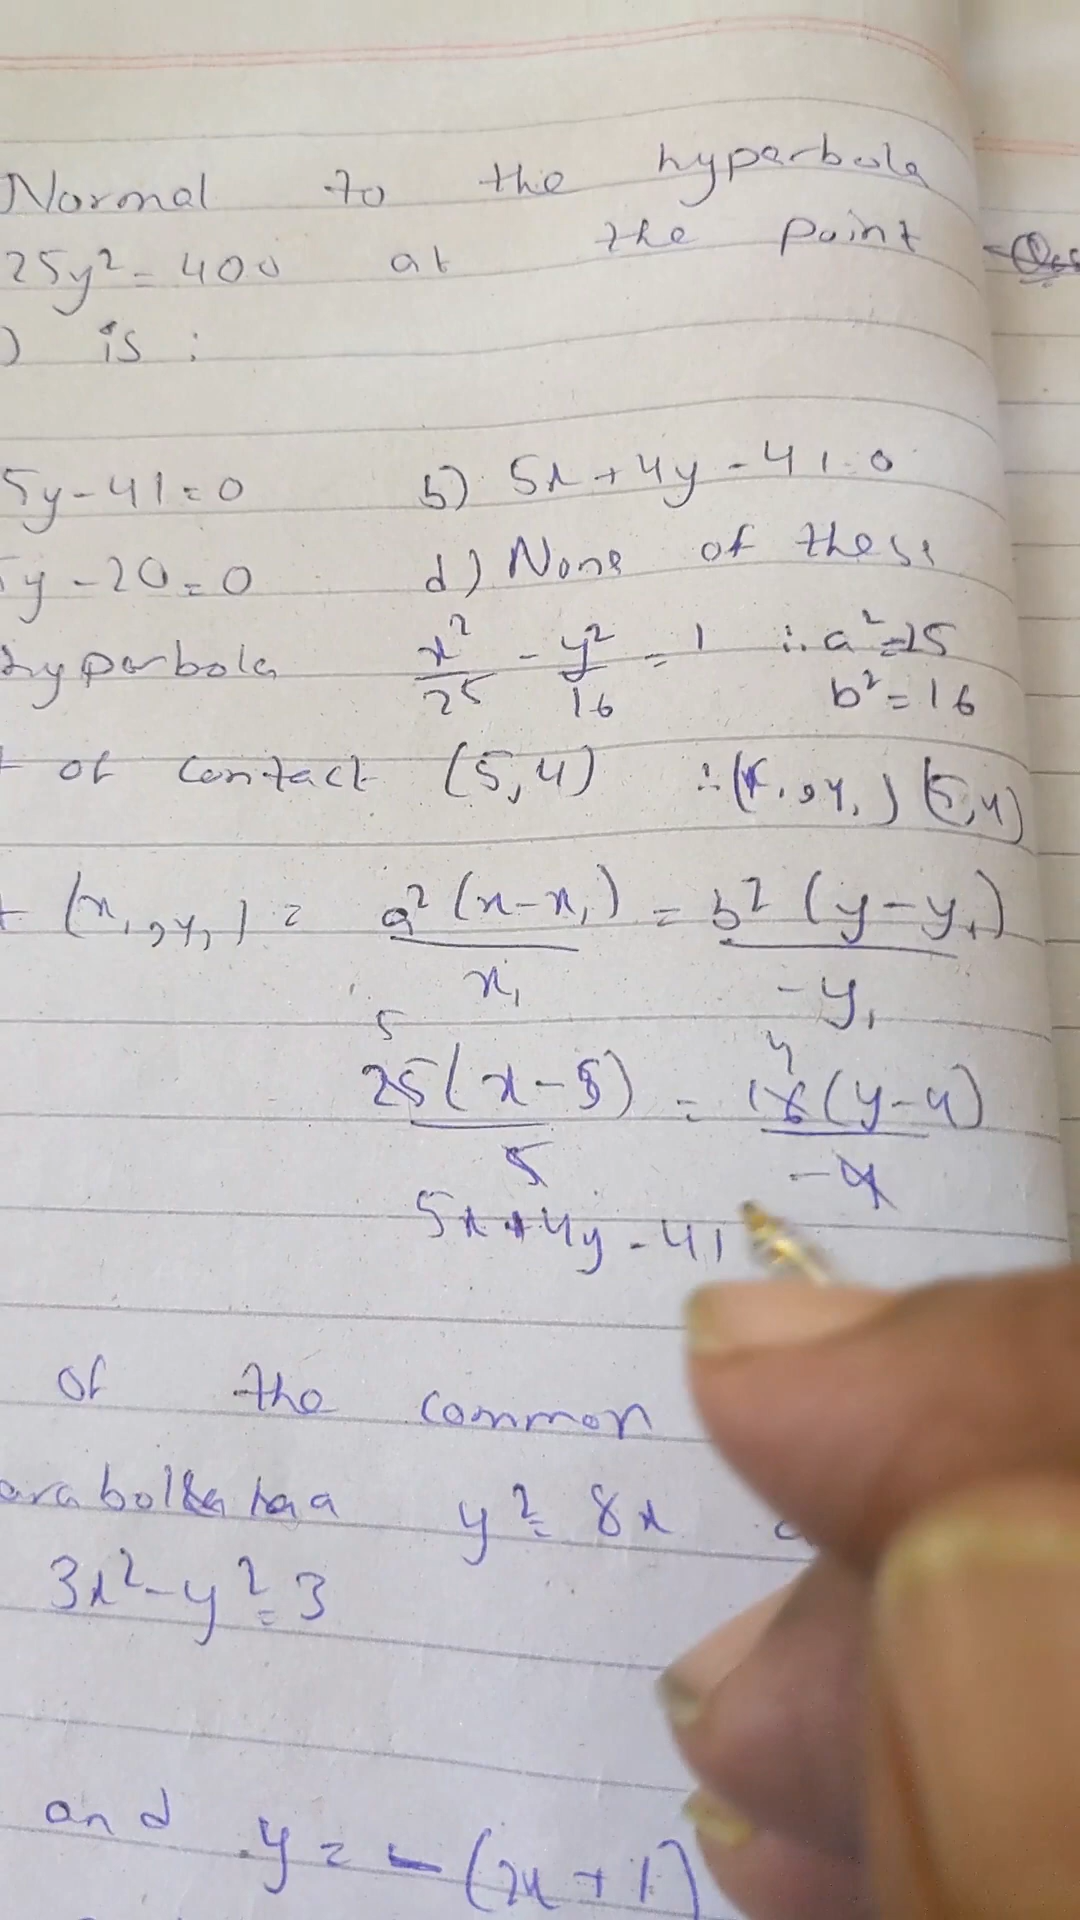 Normal to the hyperbola
25y² = 400 at the point
) is :
5y - 41 = 0 b) 5x + 4y - 41 = 0
y - 20 = 0 d) None of these
hyperbola x²/25 - y²/16 = 1 ∴ a² = 25
b² = 16
of contact (5,4) ∴ (x₁, y₁) (5,4)
(x₁, y₁) = a²(x-x₁)/x₁ = b²(y-y₁)/-y₁
5 4
25(x-5)/5 = 16(y-4)/-4
5x + 4y - 41
of the common
y² = 8x
3x² - y² = 3
and y = -(2x + 1)